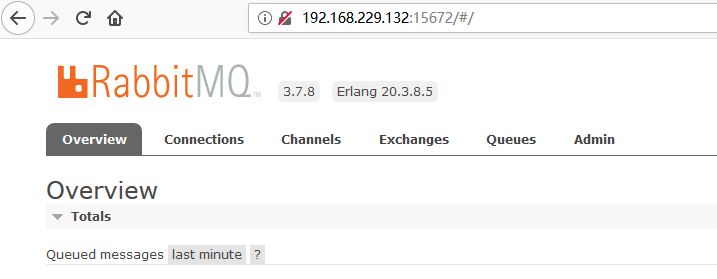 192.168.229.132:15672/#/
RabbitMQ TM 3.7.8 Erlang 20.3.8.5
Overview Connections Channels Exchanges Queues Admin
Overview
Totals
Queued messages last minute ?